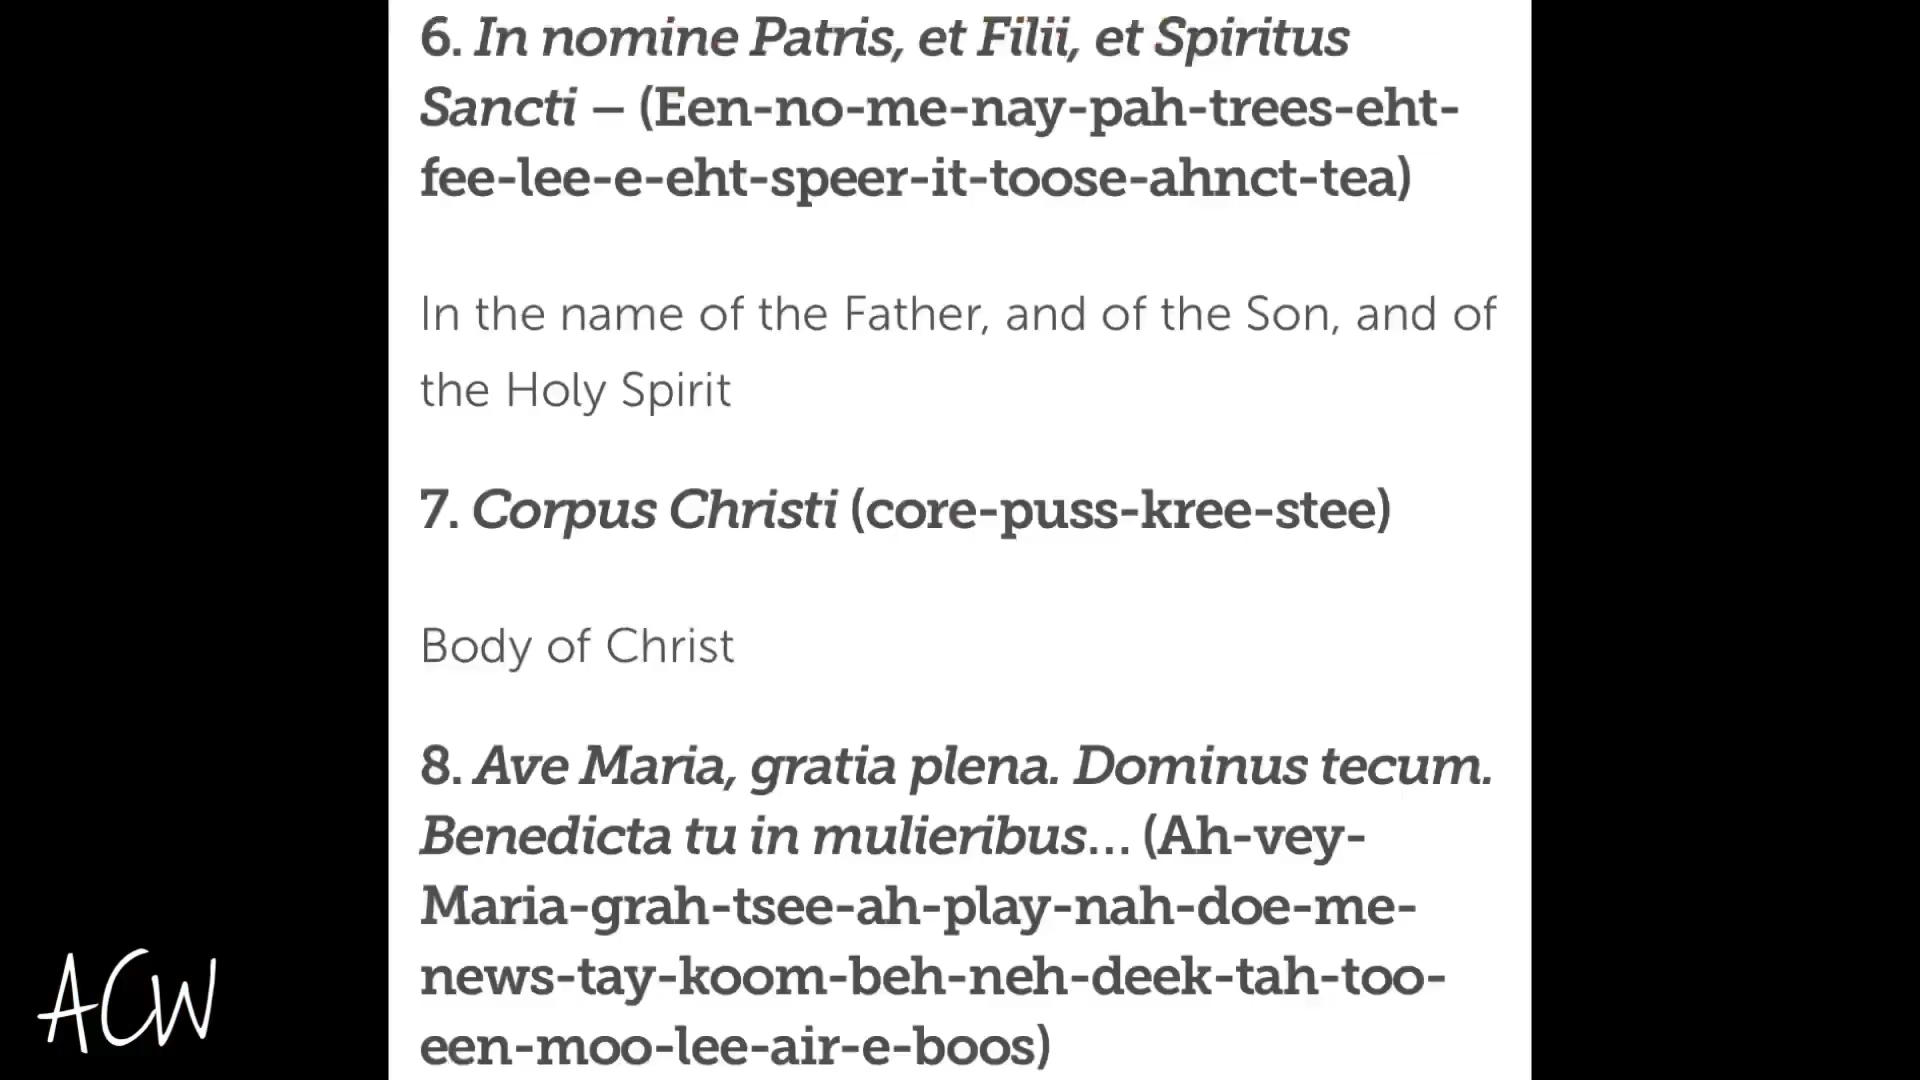 6. In nomine Patris, et Filii, et Spiritus
Sancti – (Een-no-me-nay-pah-trees-eht-
fee-lee-e-eht-speer-it-toose-ahnct-tea)
In the name of the Father, and of the Son, and of
the Holy Spirit
7. Corpus Christi (core-puss-kree-stee)
Body of Christ
8. Ave Maria, gratia plena. Dominus tecum.
Benedicta tu in mulieribus... (Ah-vey-
Maria-grah-tsee-ah-play-nah-doe-me-
news-tay-koom-beh-neh-deek-tah-too-
een-moo-lee-air-e-boos)
ACW